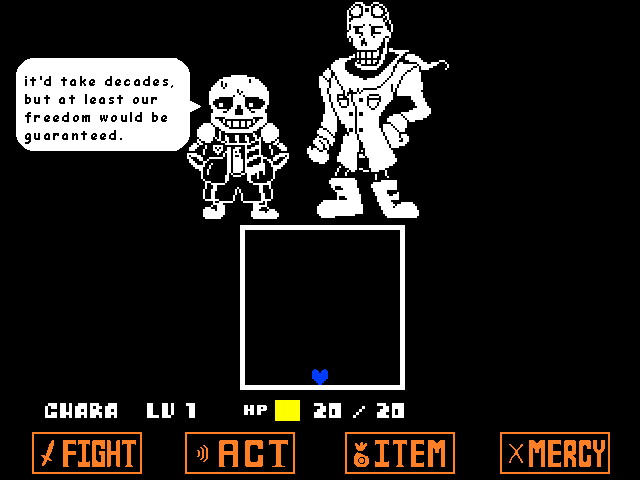 it'd take decades,
but at least our
freedom would be
guaranteed.
CHARA LV 1 HP 20 / 20
FIGHT ACT ITEM MERCY